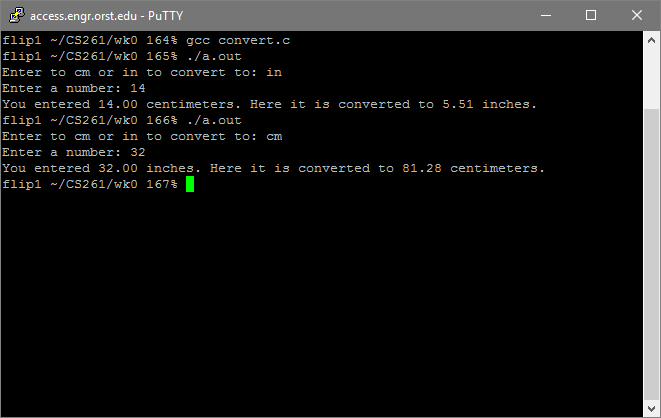 access.engr.orst.edu - PuTTY
flip1 ~/CS261/wk0 164% gcc convert.c
flip1 ~/CS261/wk0 165% ./a.out
Enter to cm or in to convert to: in
Enter a number: 14
You entered 14.00 centimeters. Here it is converted to 5.51 inches.
flip1 ~/CS261/wk0 166% ./a.out
Enter to cm or in to convert to: cm
Enter a number: 32
You entered 32.00 inches. Here it is converted to 81.28 centimeters.
flip1 ~/CS261/wk0 167%